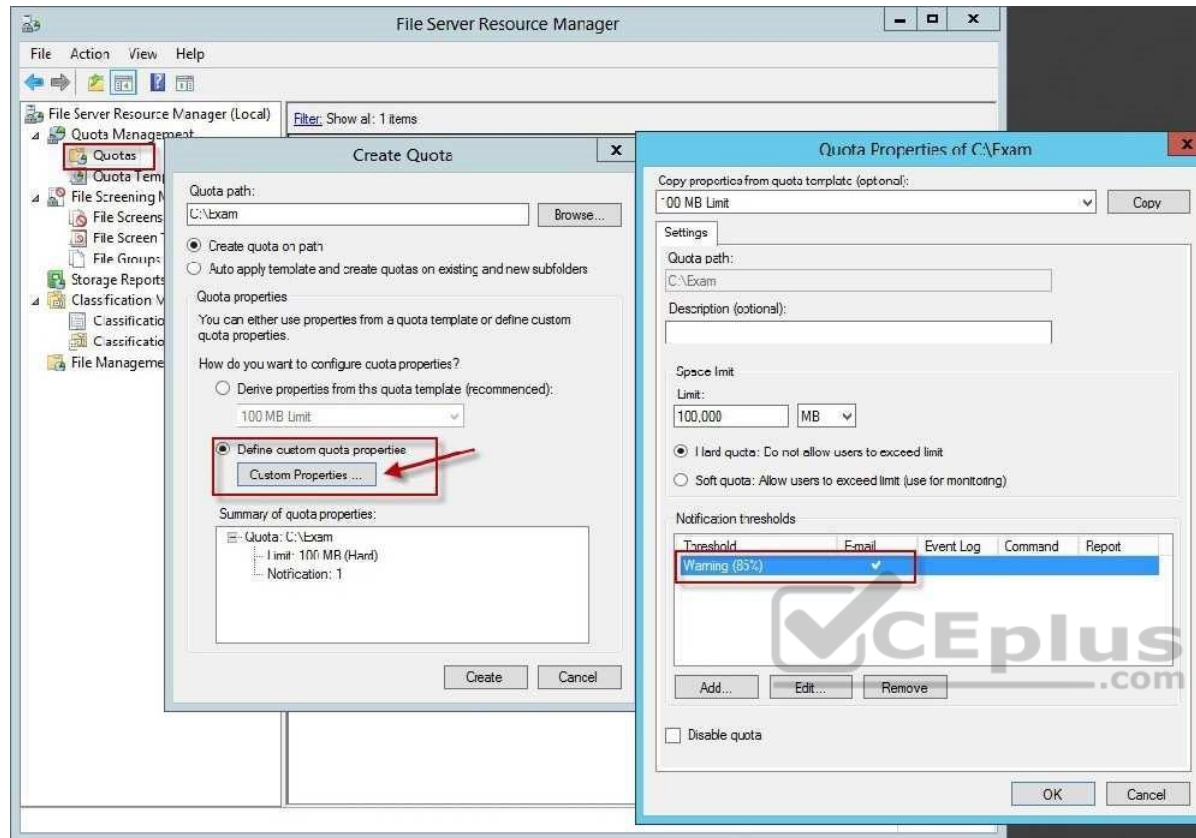 File Server Resource Manager
File Action View Help
File Server Resource Manager (Local)
Quota Management
Quotas
Quota Temp
File Screening M
File Screens
File Screen T
File Groups
Storage Reports
Classification M
Classificatio
Classificatio
File Manageme
Filter: Show all: 1 items
Create Quota
Quota path:
C:\Exam
Browse...
Create quota on path
Auto apply template and create quotas on existing and new subfolders
Quota properties
You can either use properties from a quota template or define custom
quota properties.
How do you want to configure quota properties?
Derive properties from this quota template (recommended):
100 MB Limit
Define custom quota properties
Custom Properties ...
Summary of quota properties:
Quota: C:\Exam
Limit: 100 MB (Hard)
Notification: 1
Create Cancel
Quota Properties of C:\Exam
Copy properties from quota template (optional):
100 MB Limit
Copy
Settings
Quota path:
C:\Exam
Description (optional):
Space limit
Limit:
100,000 MB
Hard quota: Do not allow users to exceed limit
Soft quota: Allow users to exceed limit (use for monitoring)
Notification thresholds
Threshold E-mail Event Log Command Report
Warning (85%)
Add... Edit... Remove
Disable quota
OK Cancel
CEplus
.com